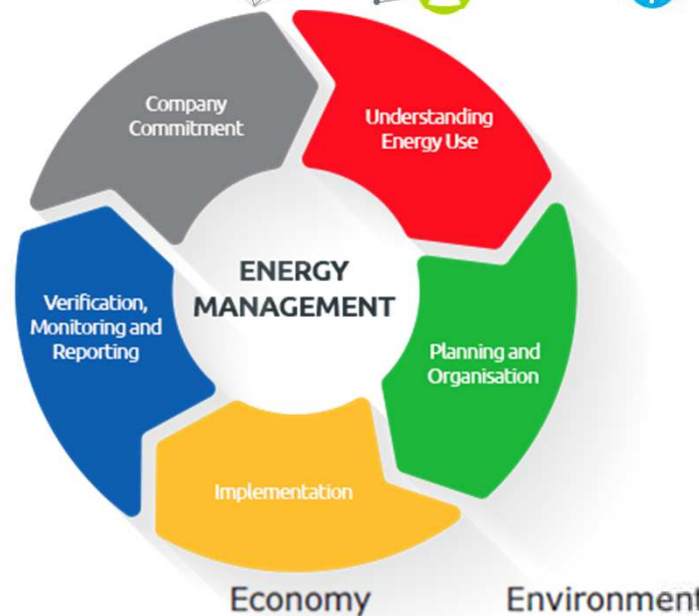 Company
Commitment
Understanding
Energy Use
ENERGY
MANAGEMENT
Verification,
Monitoring and
Reporting
Planning and
Organisation
Implementation
Economy
Environment